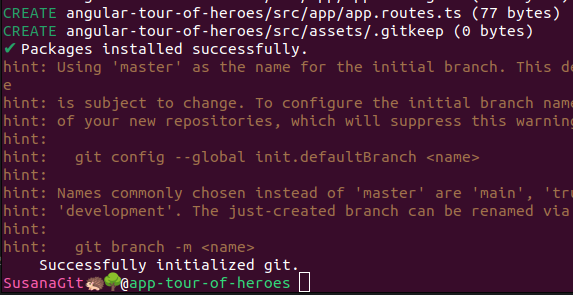 CREATE angular-tour-of-heroes/src/app/app.routes.ts (77 bytes)
CREATE angular-tour-of-heroes/src/assets/.gitkeep (0 bytes)
✔ Packages installed successfully.
hint: Using 'master' as the name for the initial branch. This de
e
hint: is subject to change. To configure the initial branch name
hint: of your new repositories, which will suppress this warning
hint:
hint:   git config --global init.defaultBranch <name>
hint:
hint: Names commonly chosen instead of 'master' are 'main', 'tru
hint: 'development'. The just-created branch can be renamed via
hint:
hint:   git branch -m <name>
    Successfully initialized git.
SusanaGit🦔🌳@app-tour-of-heroes